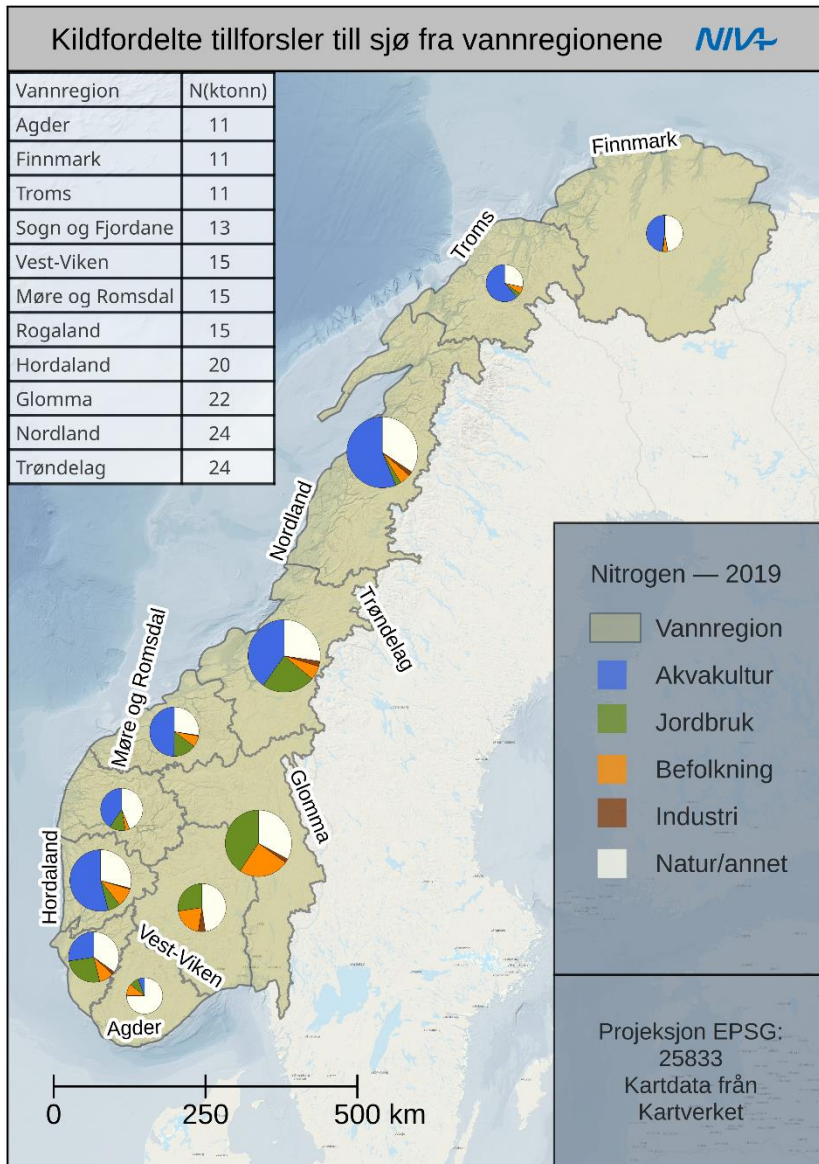 Kildfordelte tillforsler till sjø fra vannregionene
NIVA
Vannregion N(ktonn)
Agder 11
Finnmark 11
Troms 11
Sogn og Fjordane 13
Vest-Viken 15
Møre og Romsdal 15
Rogaland 15
Hordaland 20
Glomma 22
Nordland 24
Trøndelag 24
Finnmark
Troms
Nordland
Trøndelag
Møre og Romsdal
Glomma
Hordaland
Vest-Viken
Agder
0 250 500 km
Nitrogen — 2019
Vannregion
Akvakultur
Jordbruk
Befolkning
Industri
Natur/annet
Projeksjon EPSG:
25833
Kartdata från
Kartverket